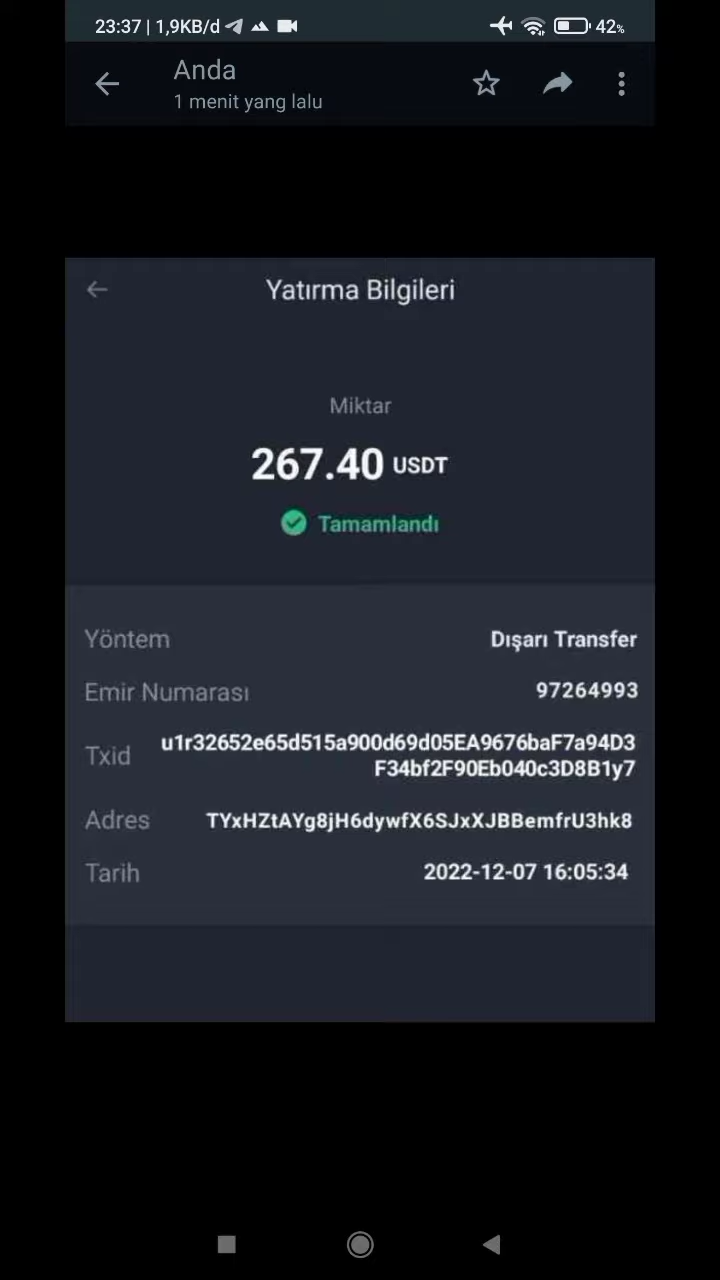 23:37 | 1,9KB/d 42%
Anda
1 menit yang lalu
Yatırma Bilgileri
Miktar
267.40 USDT
Tamamlandı
Yöntem Dışarı Transfer
Emir Numarası 97264993
Txid u1r32652e65d515a900d69d05EA9676baF7a94D3
F34bf2F90Eb040c3D8B1y7
Adres TYxHZtAYg8jH6dywfX6SJxXJBBemfrU3hk8
Tarih 2022-12-07 16:05:34